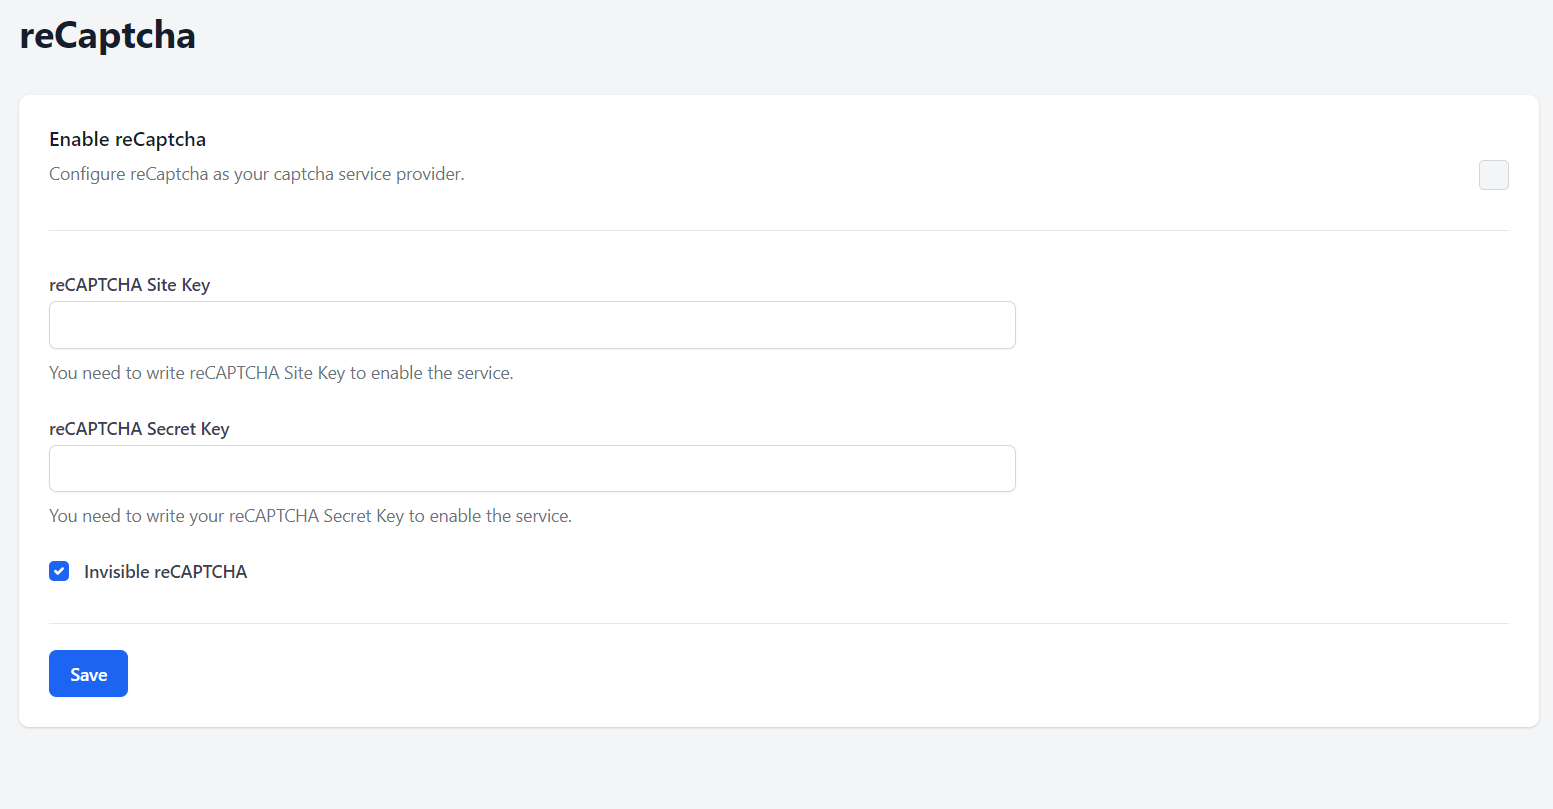 reCaptcha
Enable reCaptcha
Configure reCaptcha as your captcha service provider.
reCAPTCHA Site Key
You need to write reCAPTCHA Site Key to enable the service.
reCAPTCHA Secret Key
You need to write your reCAPTCHA Secret Key to enable the service.
Invisible reCAPTCHA
Save